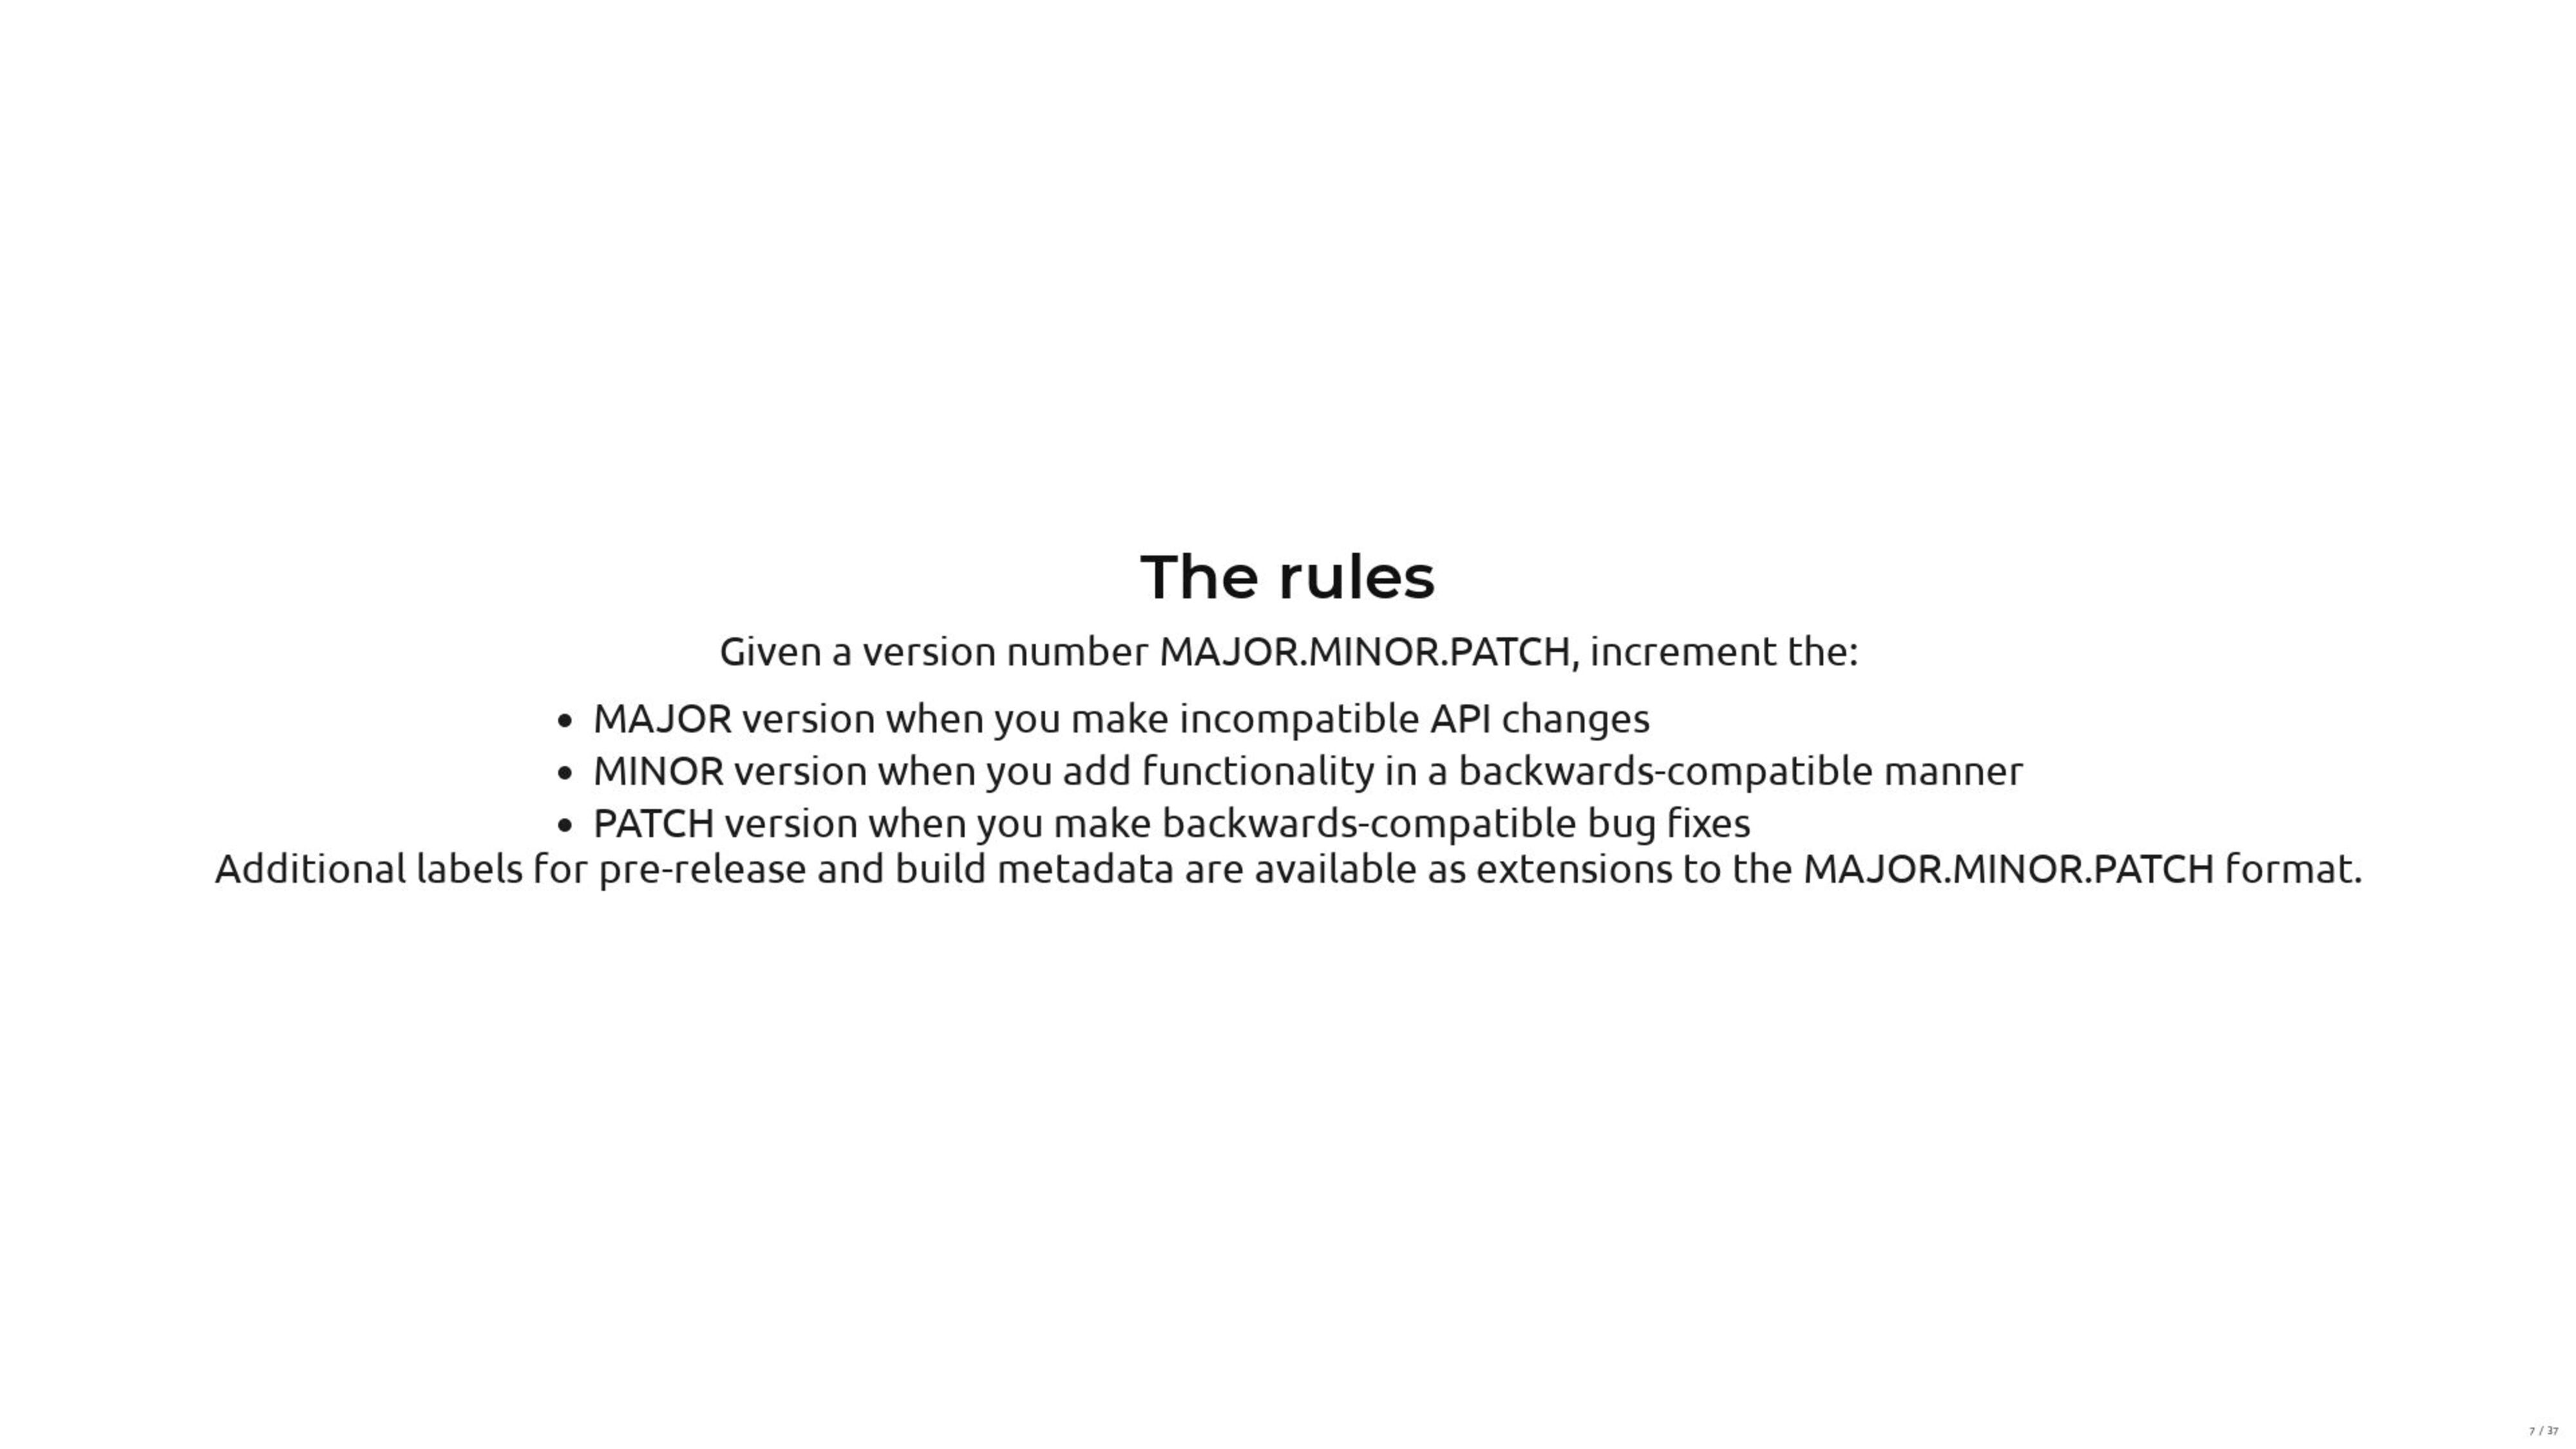 The rules
Given a version number MAJOR.MINOR.PATCH, increment the:
• MAJOR version when you make incompatible API changes
• MINOR version when you add functionality in a backwards-compatible manner
• PATCH version when you make backwards-compatible bug fixes
Additional labels for pre-release and build metadata are available as extensions to the MAJOR.MINOR.PATCH format.
7 / 37